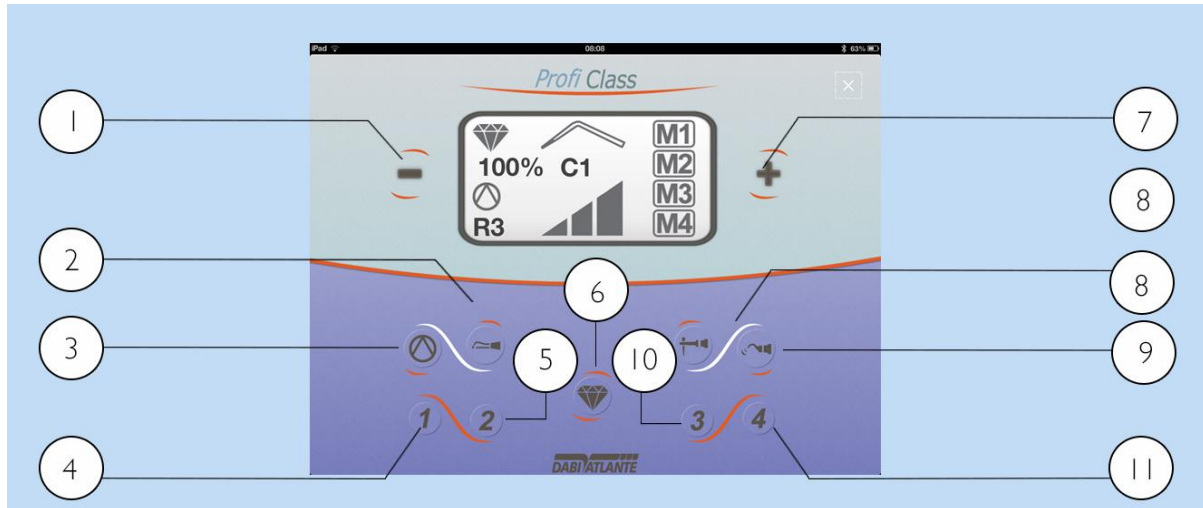 iPad 08:08 63%
Profi Class
1 7
100% C1 M1
M2
R3 M3
M4
8
2 6 8
3 5 10 9
1 2 3 4
4 11
DABI ATLANTE